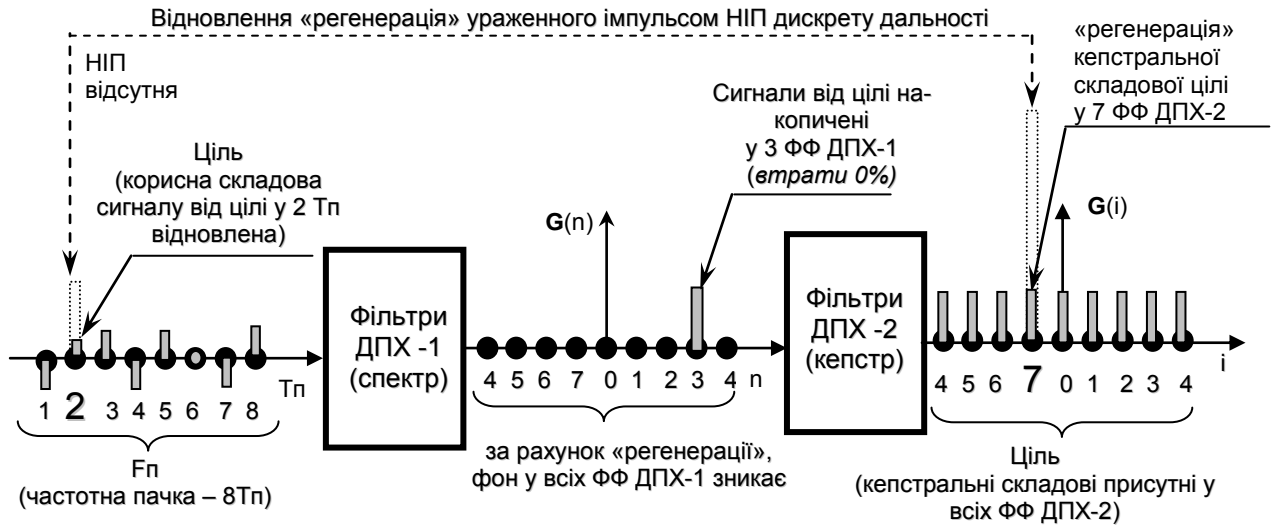 Відновлення «регенерація» ураженного імпульсом НІП дискрету дальності
НІП
відсутня
«регенерація»
кепстральної
складової цілі
у 7 ФФ ДПХ-2
Сигнали від цілі на-
копичені
у 3 ФФ ДПХ-1
(втрати 0%)
Ціль
(корисна складова
сигналу від цілі у 2 Тп
відновлена)
G(n)
G(i)
Фільтри
ДПХ -1
(спектр)
Фільтри
ДПХ -2
(кепстр)
Тп
1 2 3 4 5 6 7 8
4 5 6 7 0 1 2 3 4 n
4 5 6 7 0 1 2 3 4 i
Fп
(частотна пачка – 8Тп)
за рахунок «регенерації»,
фон у всіх ФФ ДПХ-1 зникає
Ціль
(кепстральні складові присутні у
всіх ФФ ДПХ-2)